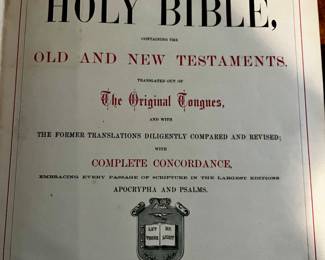 HOLY BIBLE,
CONTAINING THE
OLD AND NEW TESTAMENTS.
TRANSLATED OUT OF
The Original Tongues,
AND WITH
THE FORMER TRANSLATIONS DILIGENTLY COMPARED AND REVISED;
WITH
COMPLETE CONCORDANCE,
EMBRACING EVERY PASSAGE OF SCRIPTURE IN THE LARGEST EDITIONS
APOCRYPHA AND PSALMS.
LET BE
THERE LIGHT